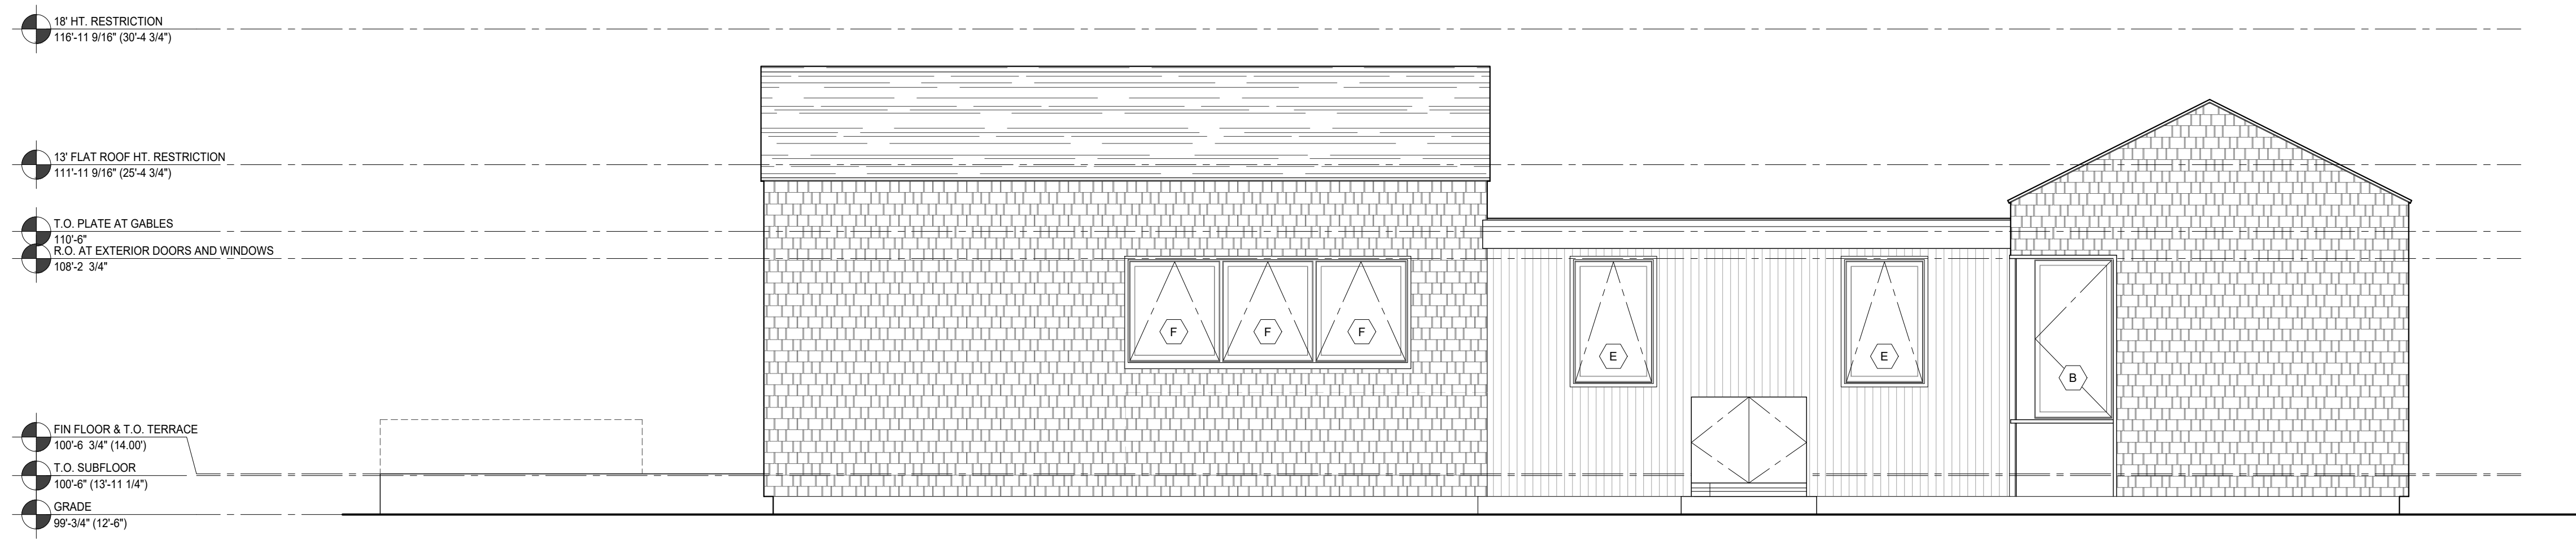 18' HT. RESTRICTION
116'-11 9/16" (30'-4 3/4")
13' FLAT ROOF HT. RESTRICTION
111'-11 9/16" (25'-4 3/4")
T.O. PLATE AT GABLES
110'-6"
R.O. AT EXTERIOR DOORS AND WINDOWS
108'-2 3/4"
F F F
E E
B
FIN FLOOR & T.O. TERRACE
100'-6 3/4" (14.00')
T.O. SUBFLOOR
100'-6" (13'-11 1/4")
GRADE
99'-3/4" (12'-6")